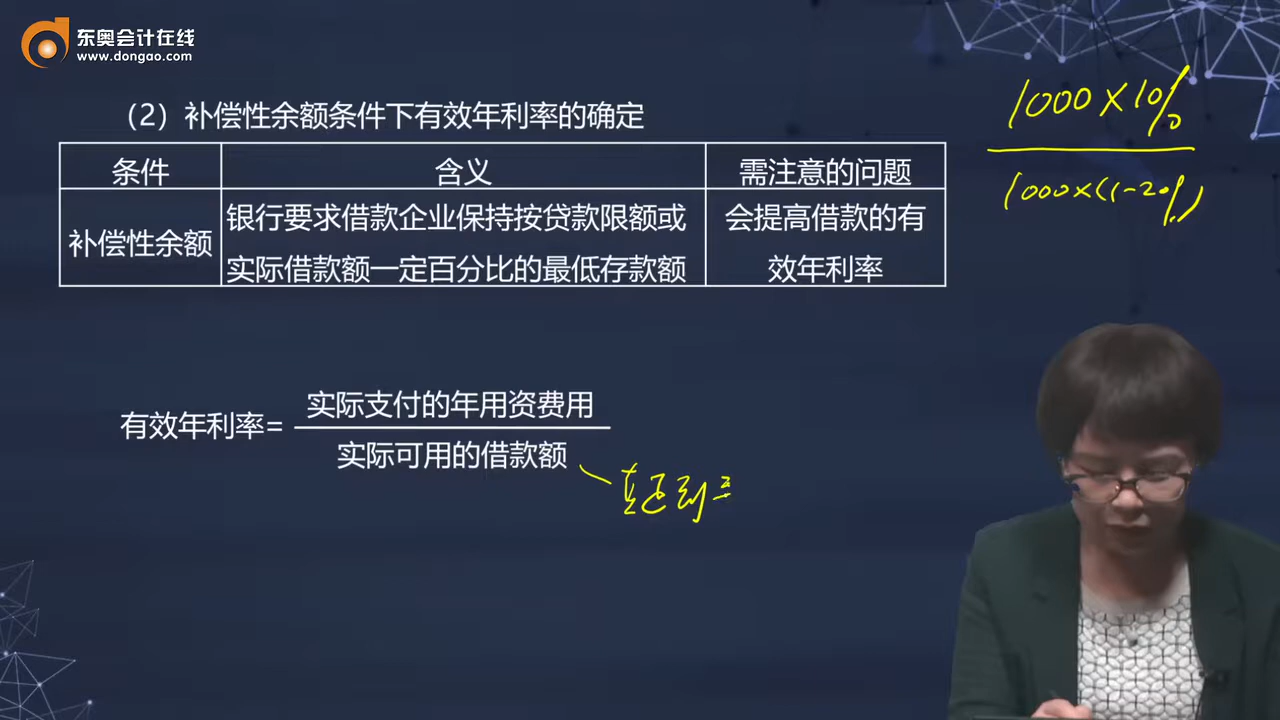 东奥会计在线
www.dongao.com
（2）补偿性余额条件下有效年利率的确定
条件 含义 需注意的问题
补偿性余额 银行要求借款企业保持按贷款限额或实际借款额一定百分比的最低存款额 会提高借款的有效年利率
有效年利率=
实际支付的年用资费用
实际可用的借款额
1000×10%
1000×(1-20%)